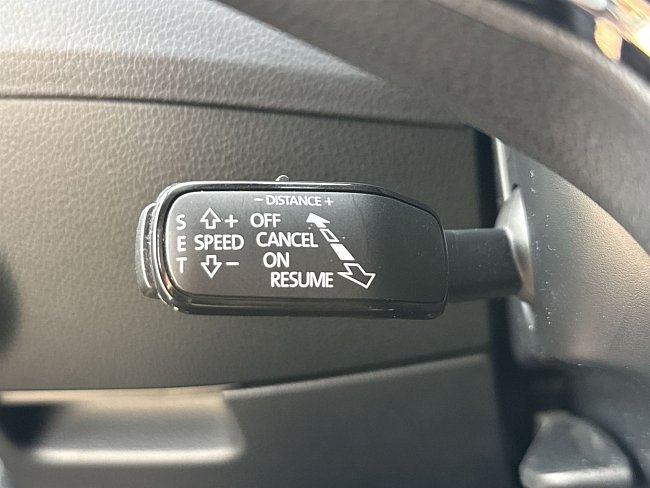 - DISTANCE +
S + OFF
E SPEED CANCEL
T - ON
RESUME